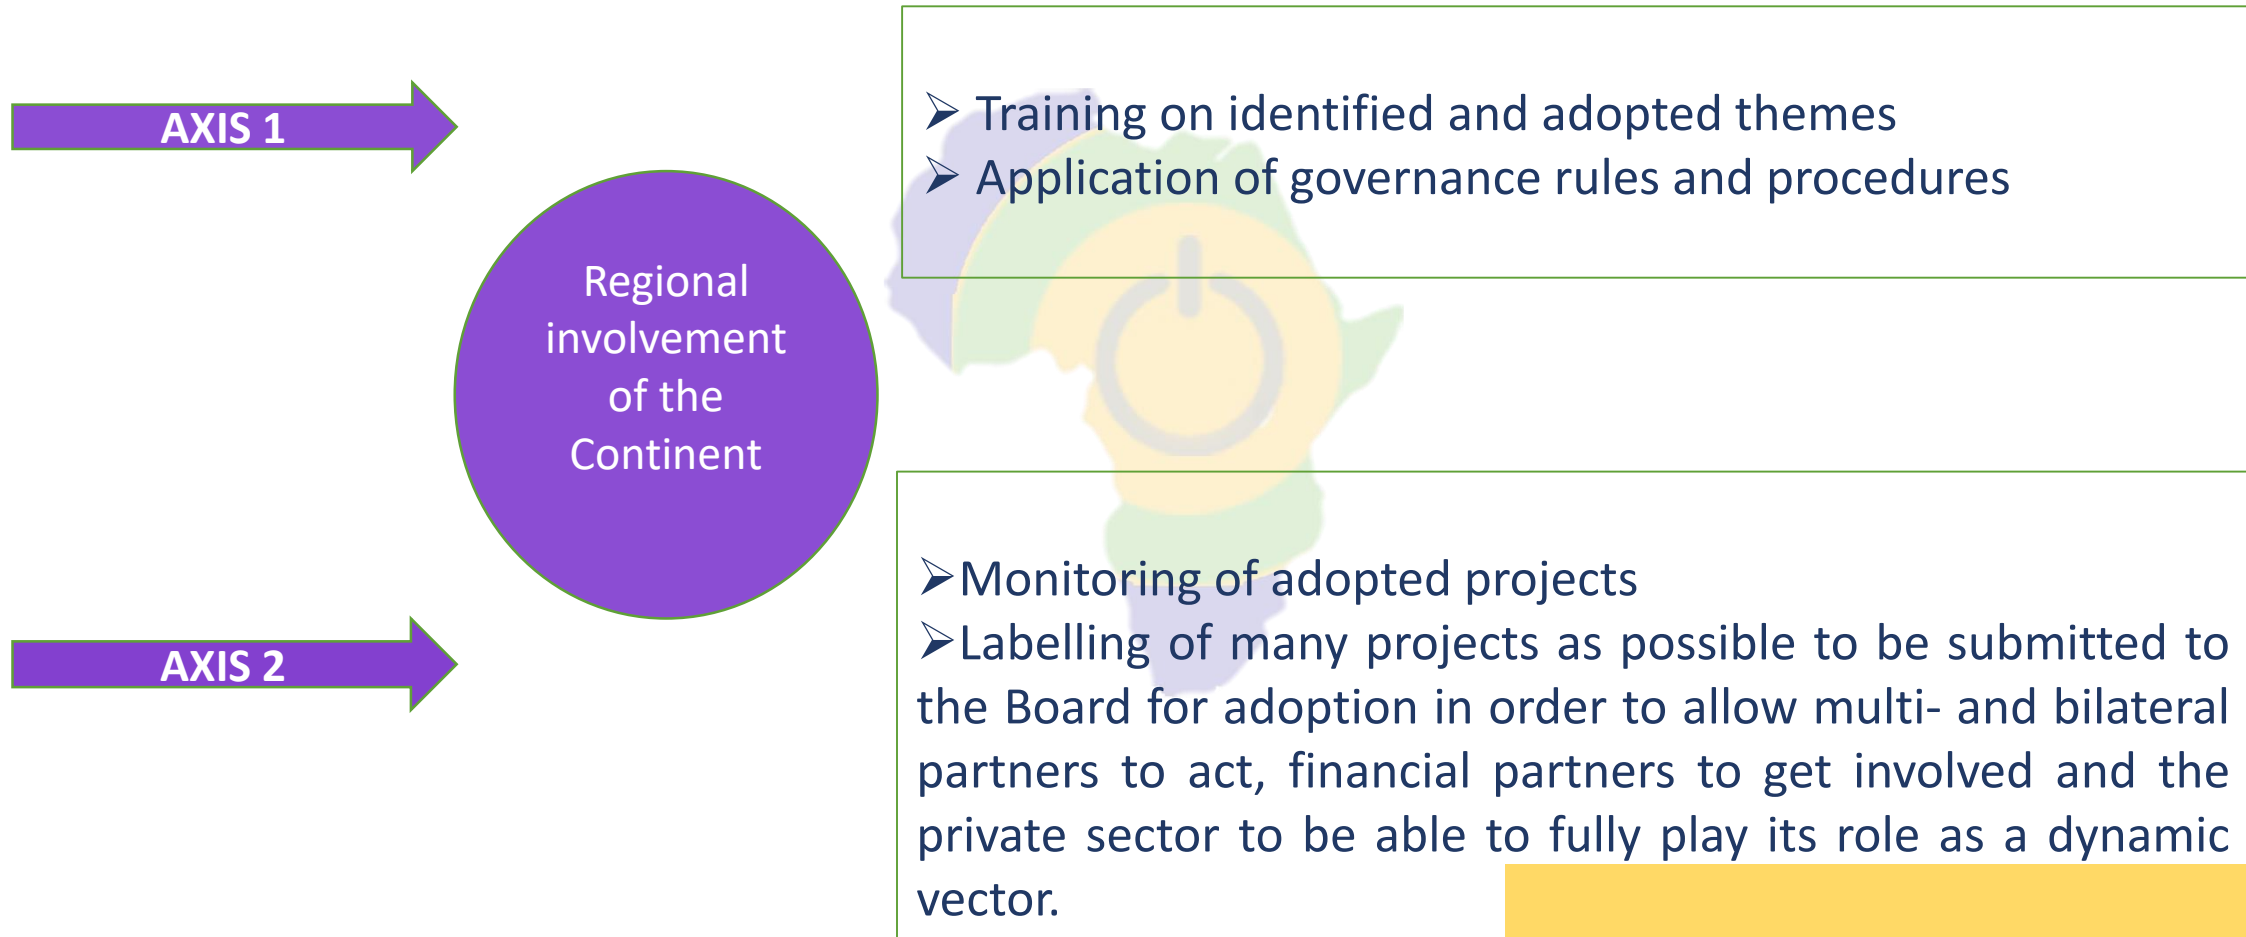 AXIS 1
Training on identified and adopted themes
Application of governance rules and procedures
Regional
involvement
of the
Continent
AXIS 2
Monitoring of adopted projects
Labelling of many projects as possible to be submitted to
the Board for adoption in order to allow multi- and bilateral
partners to act, financial partners to get involved and the
private sector to be able to fully play its role as a dynamic
vector.